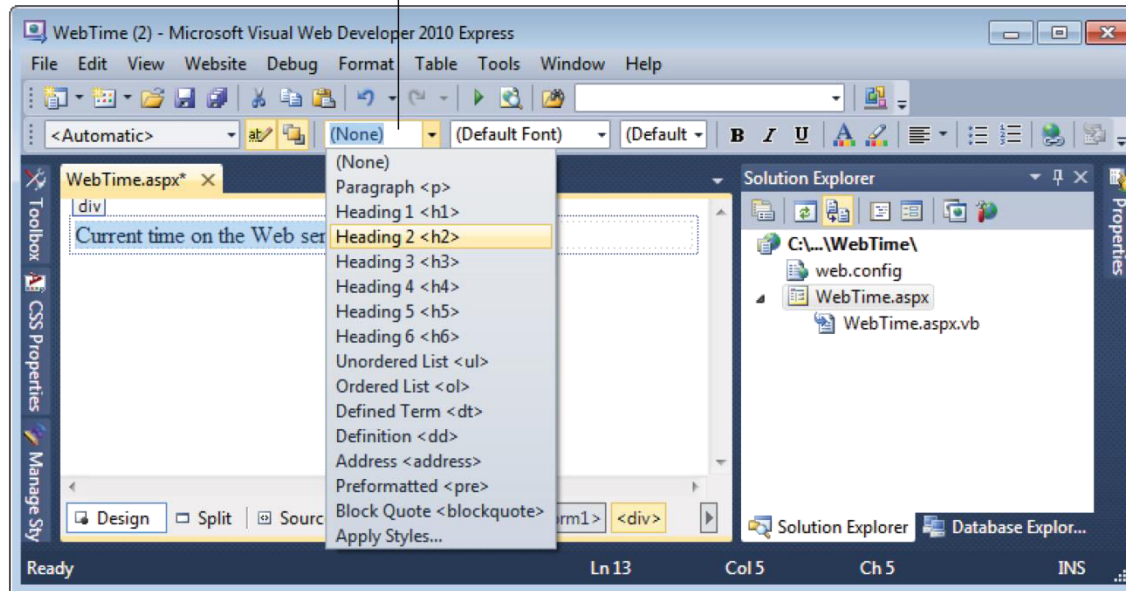 WebTime (2) - Microsoft Visual Web Developer 2010 Express
File Edit View Website Debug Format Table Tools Window Help
<Automatic> (None) (Default Font) (Default B I U
WebTime.aspx* Solution Explorer
div
Current time on the Web ser
(None)
Paragraph <p>
Heading 1 <h1>
Heading 2 <h2>
Heading 3 <h3>
Heading 4 <h4>
Heading 5 <h5>
Heading 6 <h6>
Unordered List <ul>
Ordered List <ol>
Defined Term <dt>
Definition <dd>
Address <address>
Preformatted <pre>
Block Quote <blockquote>
Apply Styles...
C:\...\WebTime\
web.config
WebTime.aspx
WebTime.aspx.vb
Toolbox
CSS Properties
Manage Sty
Properties
Design Split Sourc rm1> <div>
Solution Explorer Database Explor...
Ready Ln 13 Col 5 Ch 5 INS